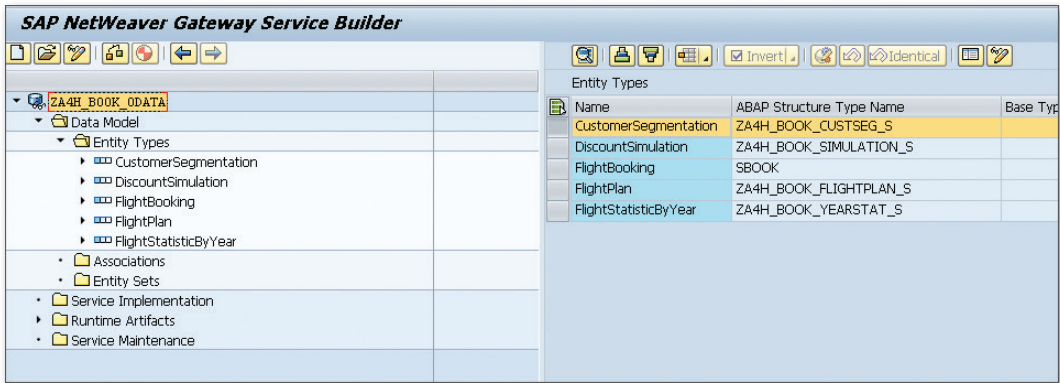 SAP NetWeaver Gateway Service Builder
ZA4H_BOOK_ODATA
Data Model
Entity Types
CustomerSegmentation
DiscountSimulation
FlightBooking
FlightPlan
FlightStatisticByYear
Associations
Entity Sets
Service Implementation
Runtime Artifacts
Service Maintenance
Invert Identical
Entity Types
Name ABAP Structure Type Name Base Typ
CustomerSegmentation ZA4H_BOOK_CUSTSEG_S
DiscountSimulation ZA4H_BOOK_SIMULATION_S
FlightBooking SBOOK
FlightPlan ZA4H_BOOK_FLIGHTPLAN_S
FlightStatisticByYear ZA4H_BOOK_YEARSTAT_S